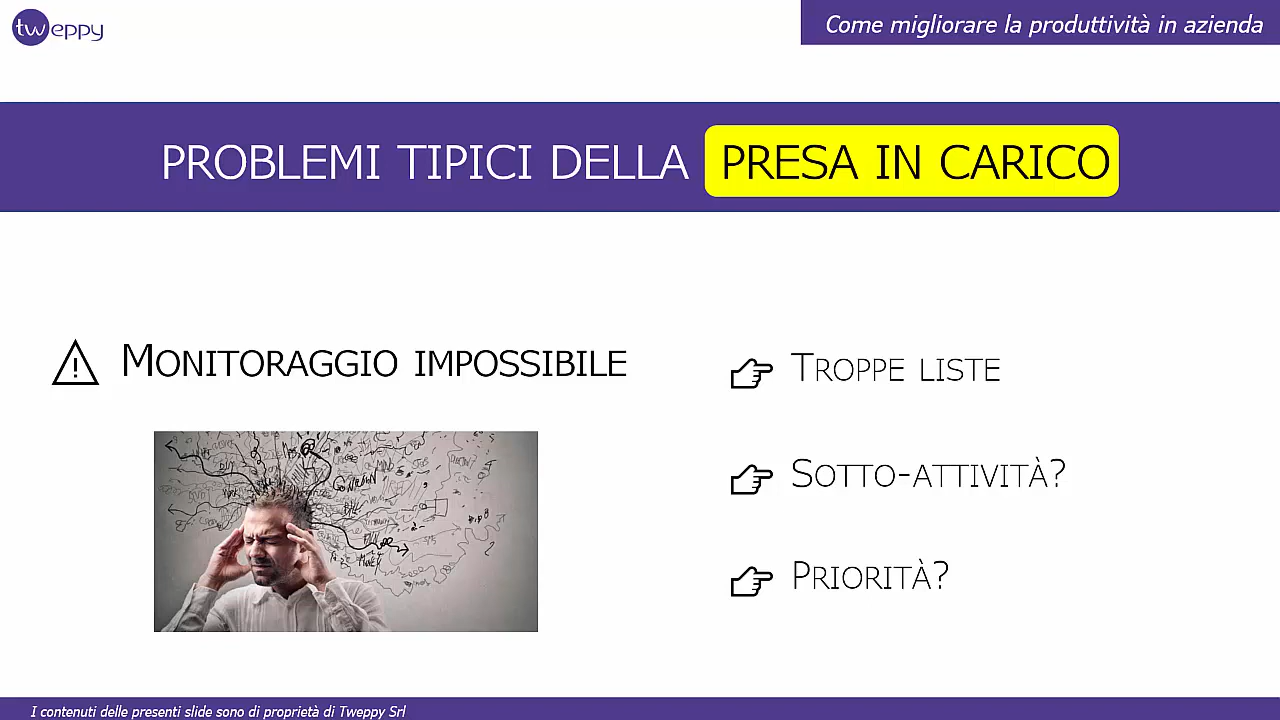 tweppy
Come migliorare la produttività in azienda
PROBLEMI TIPICI DELLA PRESA IN CARICO
MONITORAGGIO IMPOSSIBILE
TROPPE LISTE
SOTTO-ATTIVITÀ?
PRIORITÀ?
I contenuti delle presenti slide sono di proprietà di Tweppy Srl